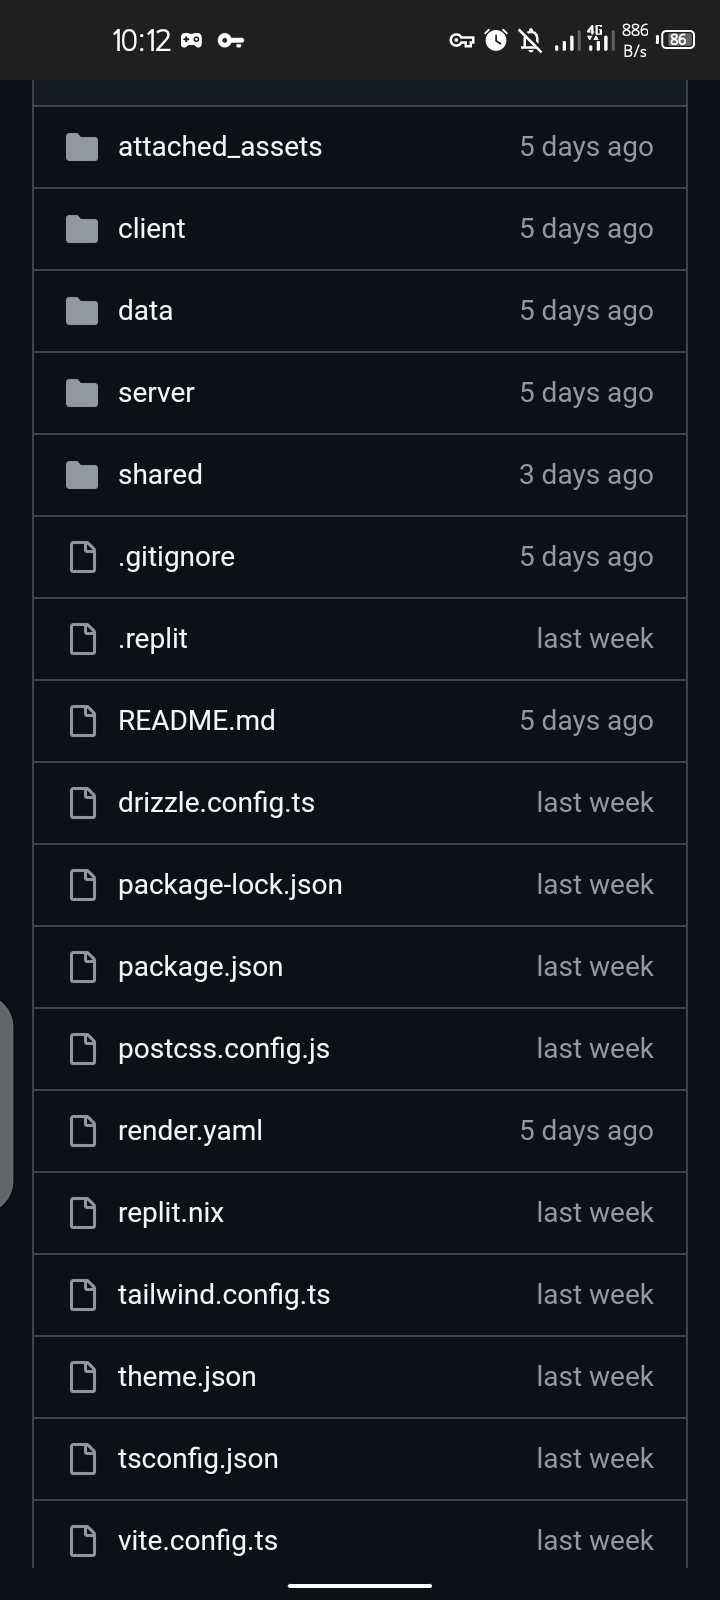 10:12 4G 886 B/s 86
attached_assets 5 days ago
client 5 days ago
data 5 days ago
server 5 days ago
shared 3 days ago
.gitignore 5 days ago
.replit last week
README.md 5 days ago
drizzle.config.ts last week
package-lock.json last week
package.json last week
postcss.config.js last week
render.yaml 5 days ago
replit.nix last week
tailwind.config.ts last week
theme.json last week
tsconfig.json last week
vite.config.ts last week